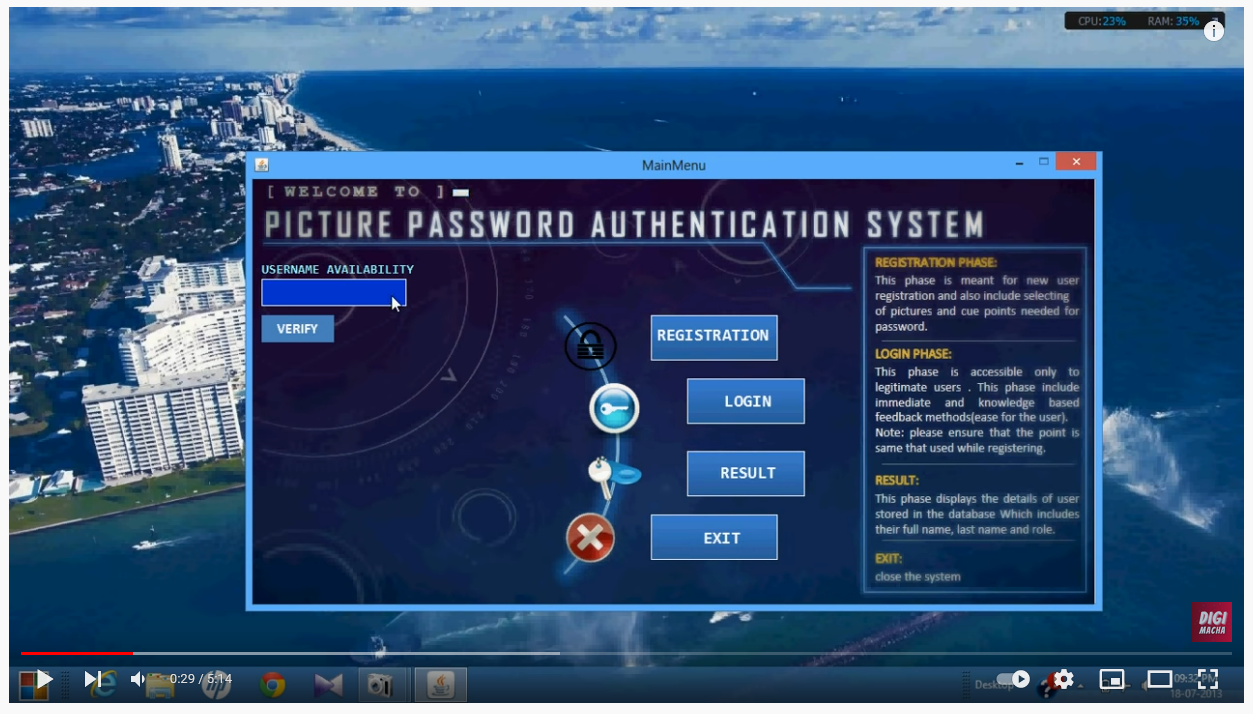 CPU:23% RAM: 35%
MainMenu
[ WELCOME TO ]
PICTURE PASSWORD AUTHENTICATION SYSTEM
USERNAME AVAILABILITY
VERIFY
REGISTRATION
LOGIN
RESULT
EXIT
REGISTRATION PHASE:
This phase is meant for new user
registration and also include selecting
of pictures and cue points needed for
password.
LOGIN PHASE:
This phase is accessible only to
legitimate users . This phase include
immediate and knowledge based
feedback methods(ease for the user).
Note: please ensure that the point is
same that used while registering.
RESULT:
This phase displays the details of user
stored in the database Which includes
their full name, last name and role.
EXIT:
close the system
DIGI
MACHA
0:29 / 5:14
09:32 PM
18-07-2013